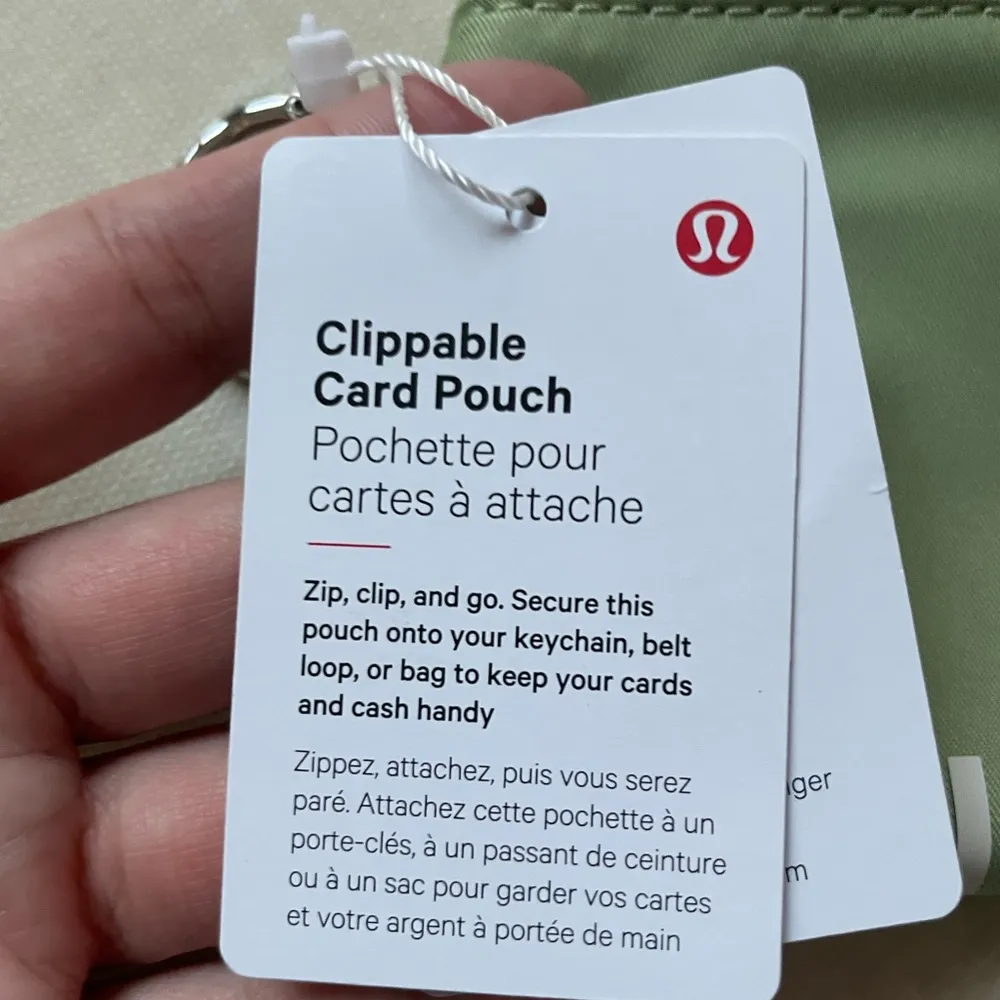 Clippable
Card Pouch
Pochette pour
cartes à attache
Zip, clip, and go. Secure this
pouch onto your keychain, belt
loop, or bag to keep your cards
and cash handy
Zippez, attachez, puis vous serez
paré. Attachez cette pochette à un
porte-clés, à un passant de ceinture
ou à un sac pour garder vos cartes
et votre argent à portée de main